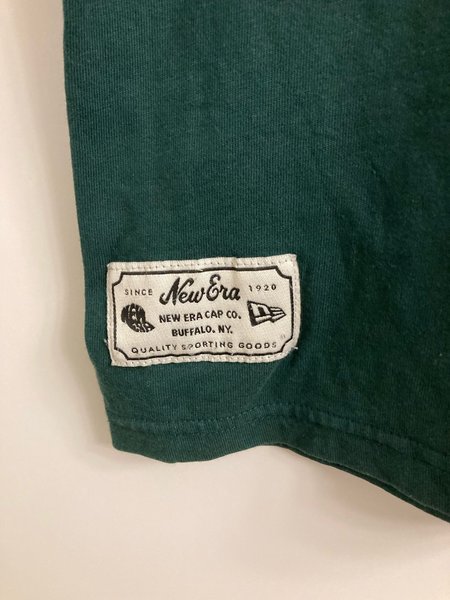 SINCE New Era 1920
NEW ERA CAP CO.
BUFFALO. NY.
QUALITY SPORTING GOODS